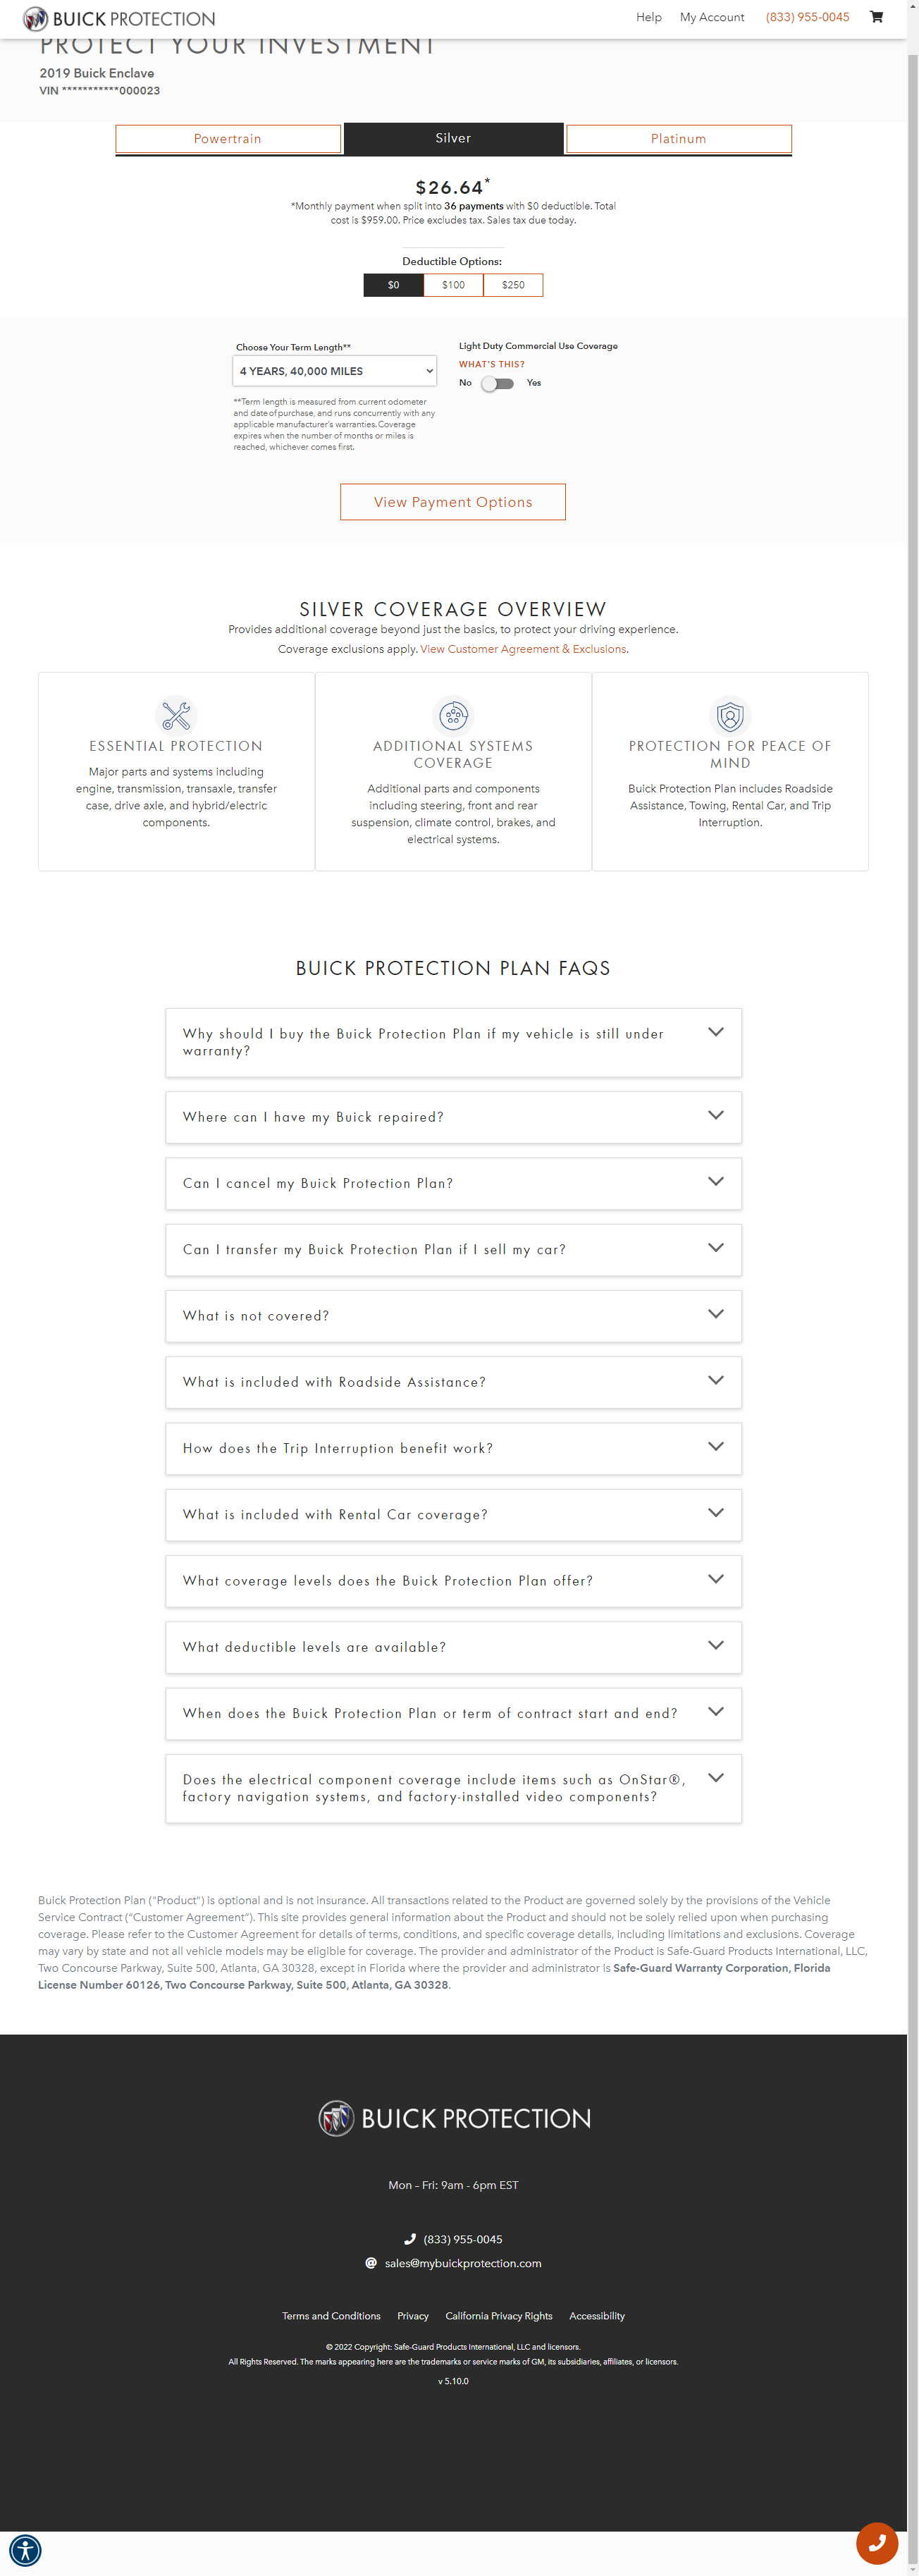 BUICK PROTECTION
Help
My Account
(833) 955-0045
PROTECT YOUR INVESTMENT
2019 Buick Enclave
VIN ***********000023
Powertrain
Silver
Platinum
$26.64*
*Monthly payment when split into 36 payments with $0 deductible. Total
cost is $959.00. Price excludes tax. Sales tax due today.
Deductible Options:
$0
$100
$250
Choose Your Term Length**
4 YEARS, 40,000 MILES
**Term length is measured from current odometer
and date of purchase, and runs concurrently with any
applicable manufacturer's warranties. Coverage
expires when the number of months or miles is
reached, whichever comes first.
Light Duty Commercial Use Coverage
WHAT'S THIS?
No
Yes
View Payment Options
SILVER COVERAGE OVERVIEW
Provides additional coverage beyond just the basics, to protect your driving experience.
Coverage exclusions apply. View Customer Agreement & Exclusions.
ESSENTIAL PROTECTION
Major parts and systems including
engine, transmission, transaxle, transfer
case, drive axle, and hybrid/electric
components.
ADDITIONAL SYSTEMS
COVERAGE
Additional parts and components
including steering, front and rear
suspension, climate control, brakes, and
electrical systems.
PROTECTION FOR PEACE OF
MIND
Buick Protection Plan includes Roadside
Assistance, Towing, Rental Car, and Trip
Interruption.
BUICK PROTECTION PLAN FAQS
Why should I buy the Buick Protection Plan if my vehicle is still under
warranty?
Where can I have my Buick repaired?
Can I cancel my Buick Protection Plan?
Can I transfer my Buick Protection Plan if I sell my car?
What is not covered?
What is included with Roadside Assistance?
How does the Trip Interruption benefit work?
What is included with Rental Car coverage?
What coverage levels does the Buick Protection Plan offer?
What deductible levels are available?
When does the Buick Protection Plan or term of contract start and end?
Does the electrical component coverage include items such as OnStar®,
factory navigation systems, and factory-installed video components?
Buick Protection Plan ("Product") is optional and is not insurance. All transactions related to the Product are governed solely by the provisions of the Vehicle
Service Contract ("Customer Agreement"). This site provides general information about the Product and should not be solely relied upon when purchasing
coverage. Please refer to the Customer Agreement for details of terms, conditions, and specific coverage details, including limitations and exclusions. Coverage
may vary by state and not all vehicle models may be eligible for coverage. The provider and administrator of the Product is Safe-Guard Products International, LLC,
Two Concourse Parkway, Suite 500, Atlanta, GA 30328, except in Florida where the provider and administrator is Safe-Guard Warranty Corporation, Florida
License Number 60126, Two Concourse Parkway, Suite 500, Atlanta, GA 30328.
BUICK PROTECTION
Mon – Fri: 9am - 6pm EST
(833) 955-0045
sales@mybuickprotection.com
Terms and Conditions
Privacy
California Privacy Rights
Accessibility
© 2022 Copyright: Safe-Guard Products International, LLC and licensors.
All Rights Reserved. The marks appearing here are the trademarks or service marks of GM, its subsidiaries, affiliates, or licensors.
v 5.10.0